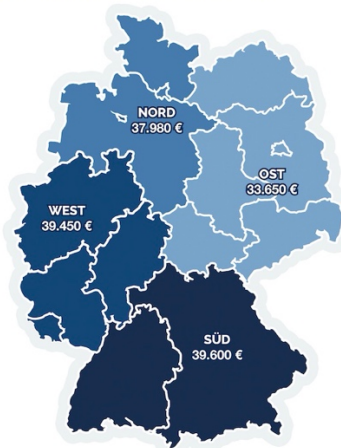 NORD
37.980 €
OST
33.650 €
WEST
39.450 €
SÜD
39.600 €